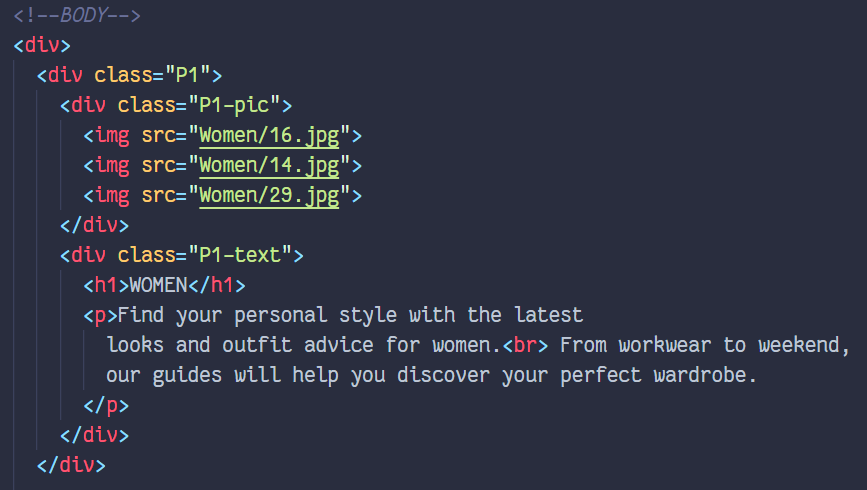 <!--BODY-->
<div>
<div class="P1">
<div class="P1-pic">
<img src="Women/16.jpg">
<img src="Women/14.jpg">
<img src="Women/29.jpg">
</div>
<div class="P1-text">
<h1>WOMEN</h1>
<p>Find your personal style with the latest
looks and outfit advice for women.<br> From workwear to weekend,
our guides will help you discover your perfect wardrobe.
</p>
</div>
</div>